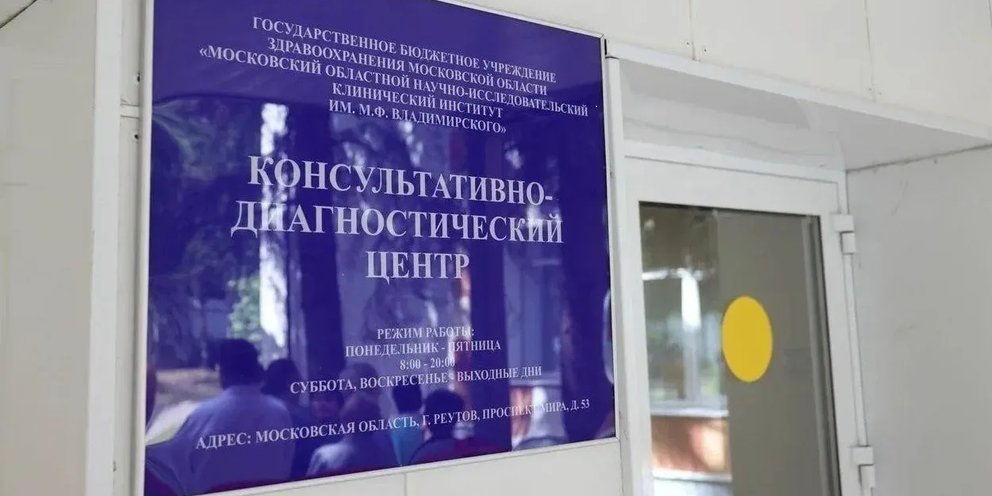 ГОСУДАРСТВЕННОЕ БЮДЖЕТНОЕ УЧРЕЖДЕНИЕ
ЗДРАВООХРАНЕНИЯ МОСКОВСКОЙ ОБЛАСТИ
«МОСКОВСКИЙ ОБЛАСТНОЙ НАУЧНО-ИССЛЕДОВАТЕЛЬСКИЙ
КЛИНИЧЕСКИЙ ИНСТИТУТ
ИМ. М.Ф. ВЛАДИМИРСКОГО»
КОНСУЛЬТАТИВНО-
ДИАГНОСТИЧЕСКИЙ
ЦЕНТР
РЕЖИМ РАБОТЫ:
ПОНЕДЕЛЬНИК - ПЯТНИЦА
8:00 - 20:00
СУББОТА, ВОСКРЕСЕНЬЕ - ВЫХОДНЫЕ ДНИ
АДРЕС: МОСКОВСКАЯ ОБЛАСТЬ, Г. РЕУТОВ, ПРОСПЕКТ МИРА, Д. 53